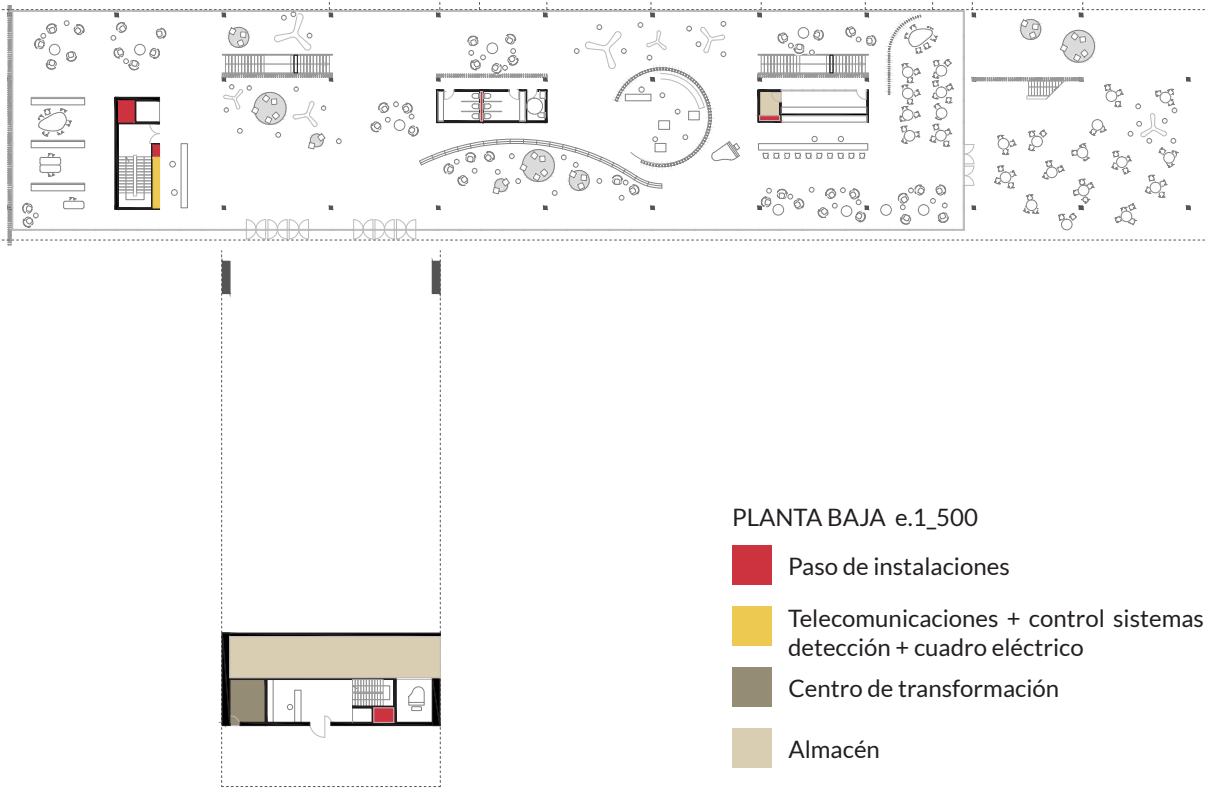 PLANTA BAJA e.1_500
Paso de instalaciones
Telecomunicaciones + control sistemas
detección + cuadro eléctrico
Centro de transformación
Almacén